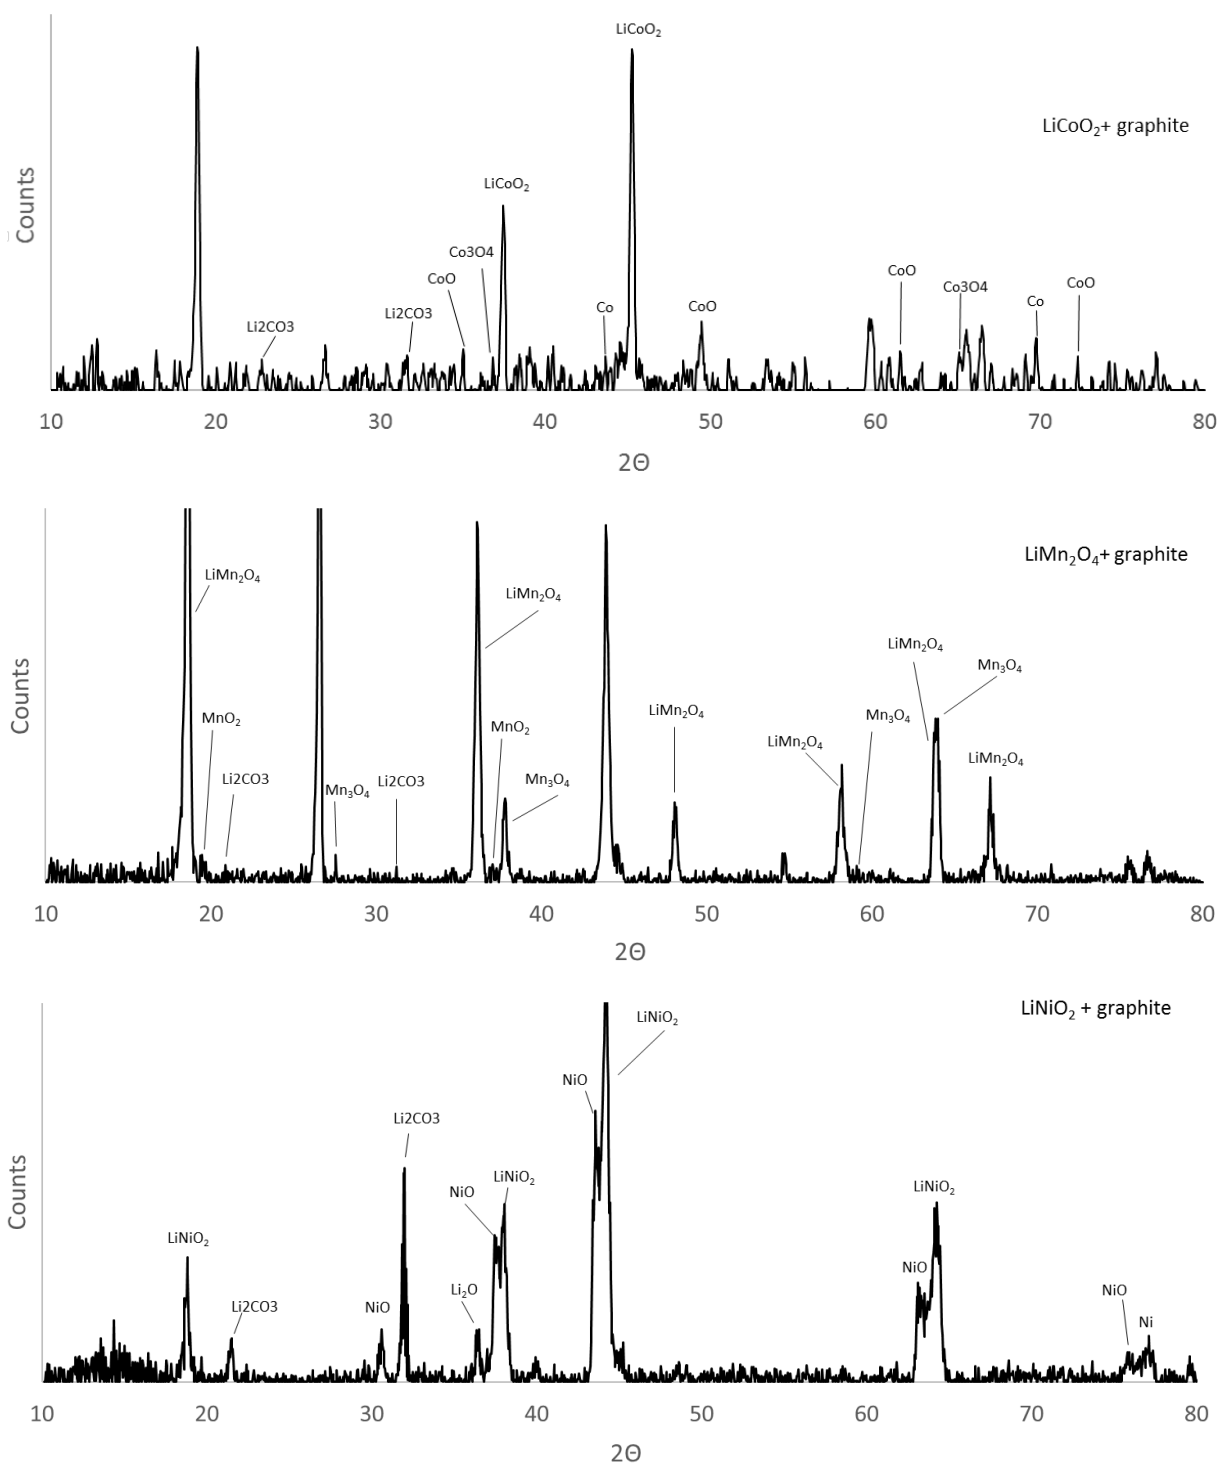 LiCoO₂
LiCoO₂+ graphite
LiCoO₂
Co3O4
CoO
Li2CO3
Li2CO3
Co
CoO
CoO
Co3O4
Co
CoO
Counts
10 20 30 40 50 60 70 80
2Θ
LiMn₂O₄+ graphite
LiMn₂O₄
LiMn₂O₄
MnO₂
Li2CO3
Mn₃O₄
Li2CO3
MnO₂
Mn₃O₄
LiMn₂O₄
LiMn₂O₄
Mn₃O₄
LiMn₂O₄
Mn₃O₄
LiMn₂O₄
Counts
10 20 30 40 50 60 70 80
2Θ
LiNiO₂ + graphite
LiNiO₂
NiO
Li2CO3
LiNiO₂
NiO
LiNiO₂
Li2CO3
NiO
Li₂O
LiNiO₂
NiO
NiO
Ni
Counts
10 20 30 40 50 60 70 80
2Θ